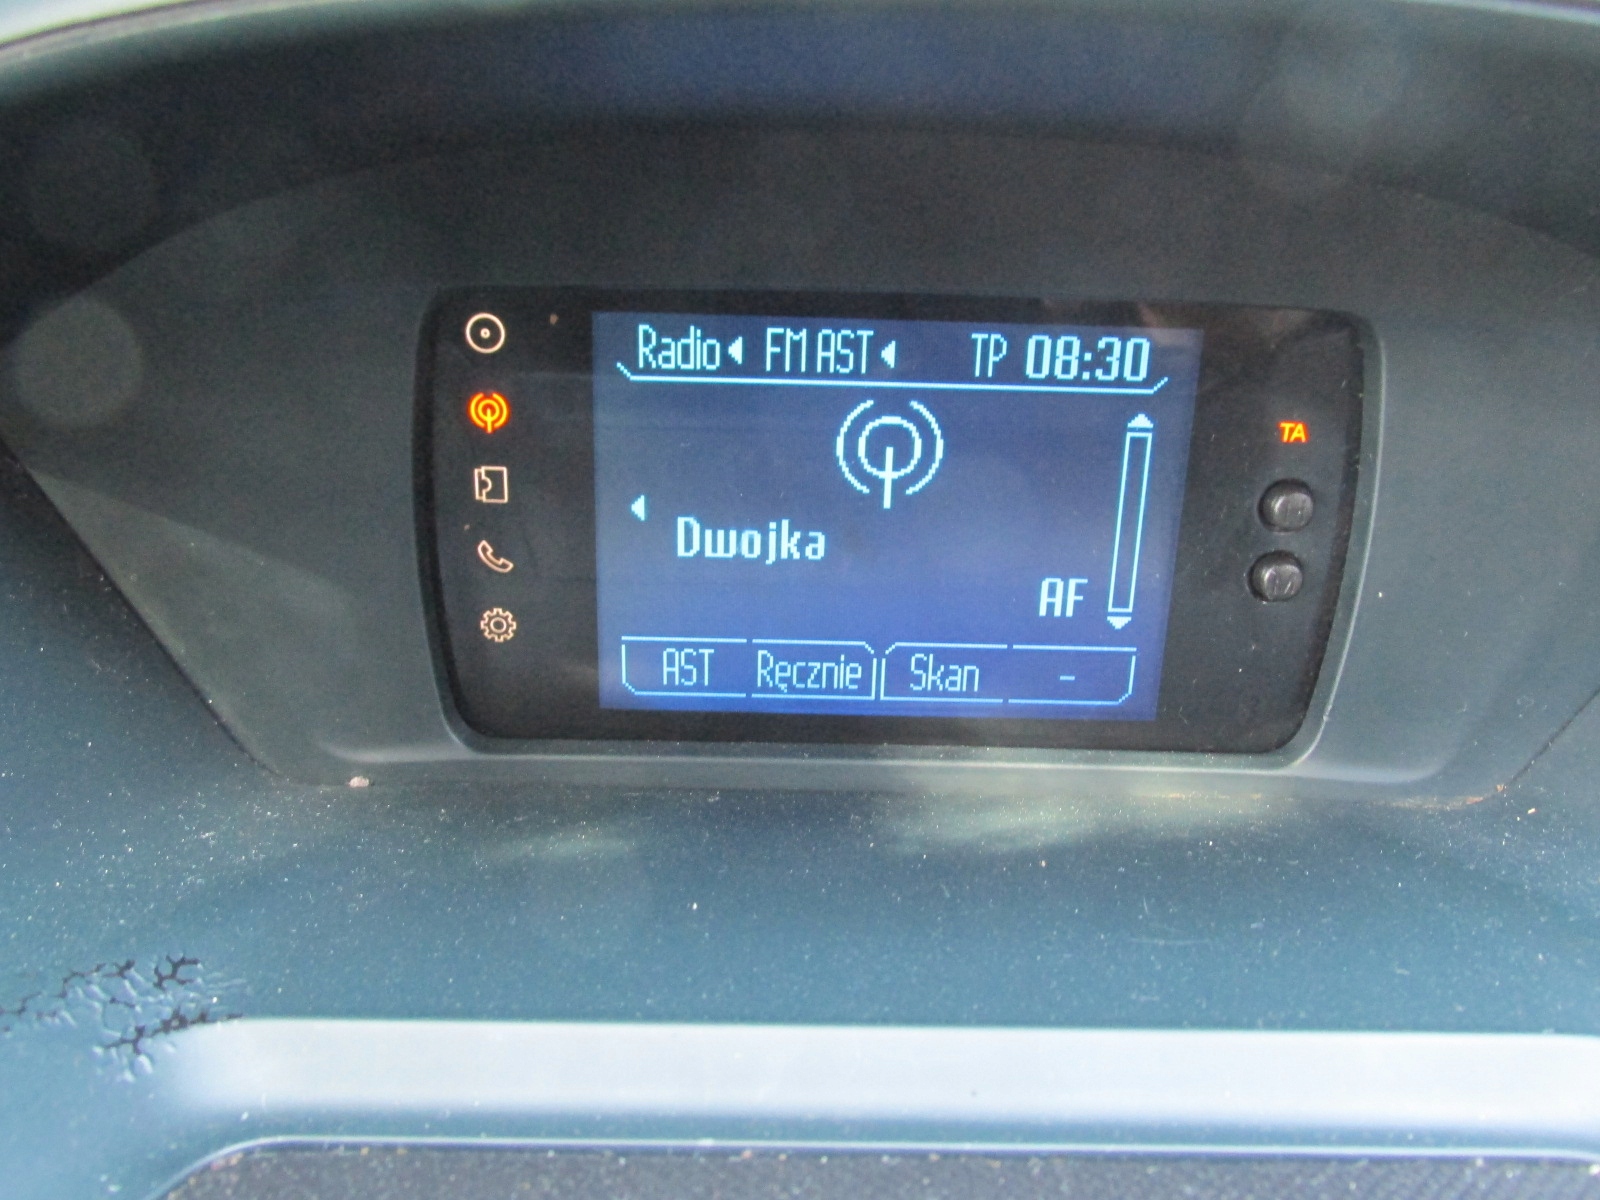 Radio FM AST TP 08:30
TA
Dwojka
AF
AST Ręcznie Skan -
H
M